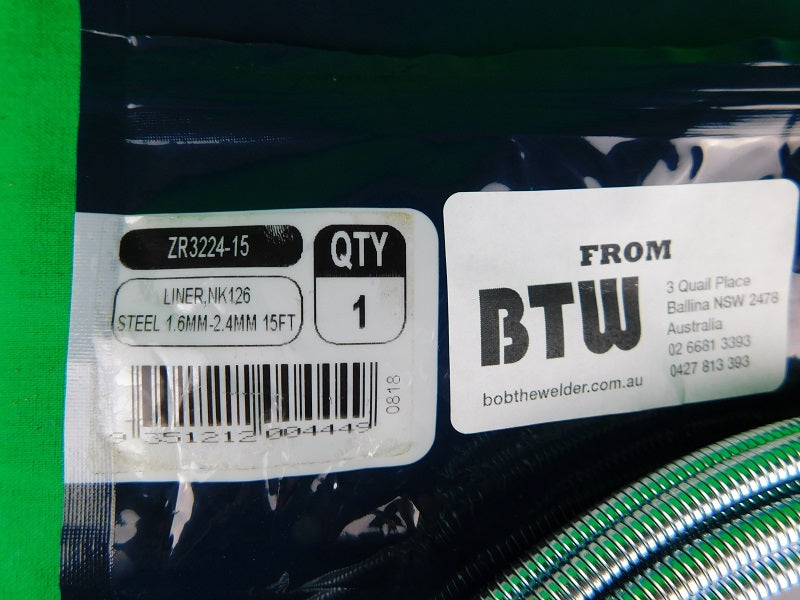 ZR3224-15
QTY
1
LINER,NK126
STEEL 1.6MM-2.4MM 15FT
0818
9 351212 004449
FROM
BTW
bobthewelder.com.au
3 Quail Place
Ballina NSW 2478
Australia
02 6681 3393
0427 813 393